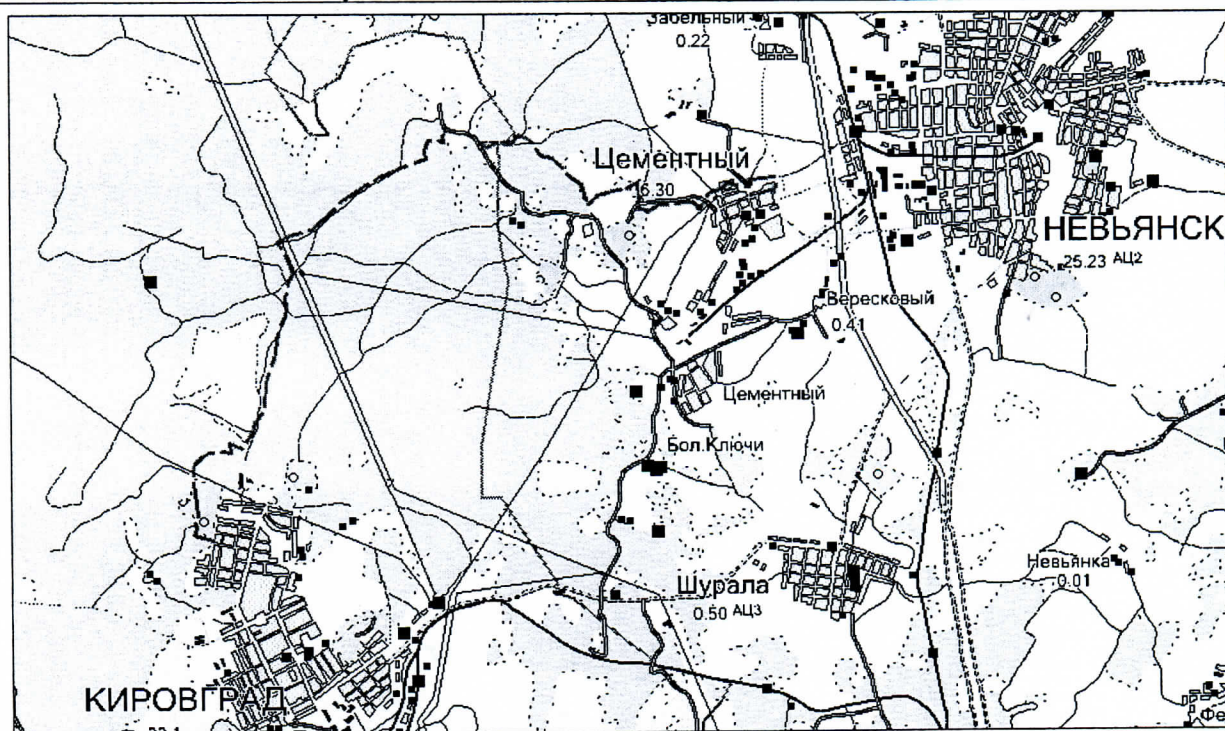 Забельный
0.22
Цементный
16.30
НЕВЬЯНСК
25.23 АЦ2
Вересковый
0.41
Цементный
Бол.Ключи
Невьянка
0.01
Шурала
0.50 АЦ3
КИРОВГРАД